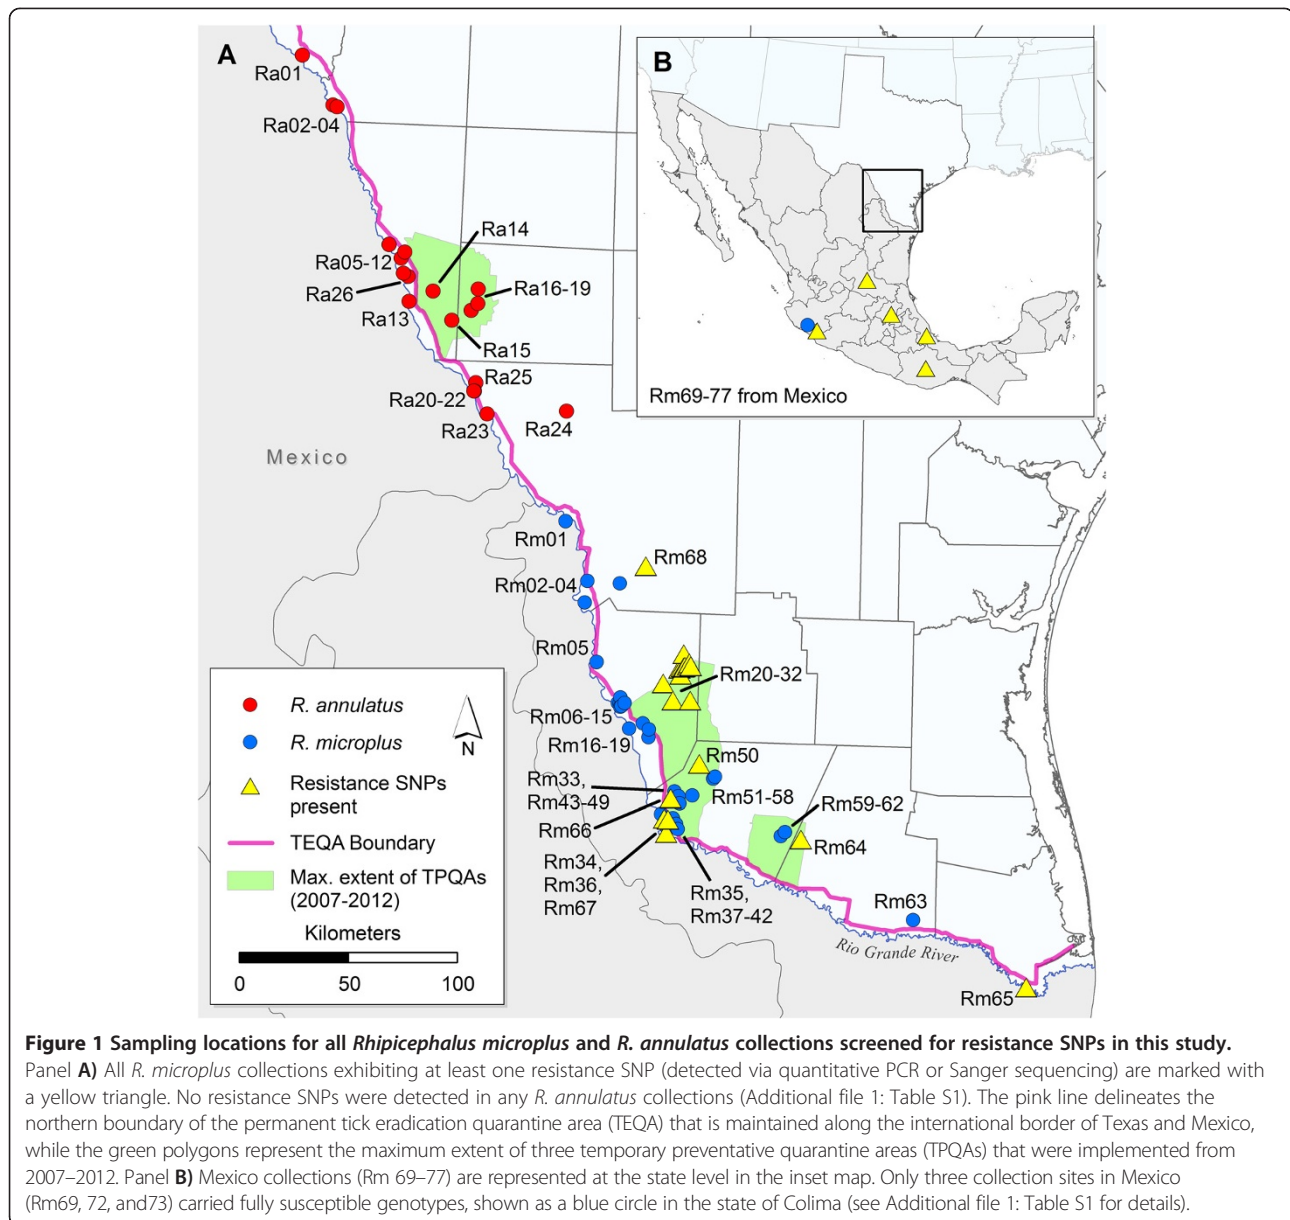 A
Ra01
Ra02-04
Ra05-12
Ra26
Ra13
Ra14
Ra16-19
Ra15
Ra25
Ra20-22
Ra23
Ra24
Mexico
B
Rm69-77 from Mexico
Rm01
Rm68
Rm02-04
Rm05
Rm20-32
Rm06-15
Rm16-19
Rm50
Rm33,
Rm43-49
Rm51-58
Rm59-62
Rm66
Rm64
Rm34,
Rm36,
Rm67
Rm35,
Rm37-42
Rm63
Rio Grande River
Rm65
R. annulatus
R. microplus
N
Resistance SNPs
present
TEQA Boundary
Max. extent of TPQAs
(2007-2012)
Kilometers
0 50 100
Figure 1 Sampling locations for all Rhipicephalus microplus and R. annulatus collections screened for resistance SNPs in this study.
Panel A) All R. microplus collections exhibiting at least one resistance SNP (detected via quantitative PCR or Sanger sequencing) are marked with
a yellow triangle. No resistance SNPs were detected in any R. annulatus collections (Additional file 1: Table S1). The pink line delineates the
northern boundary of the permanent tick eradication quarantine area (TEQA) that is maintained along the international border of Texas and Mexico,
while the green polygons represent the maximum extent of three temporary preventative quarantine areas (TPQAs) that were implemented from
2007–2012. Panel B) Mexico collections (Rm 69–77) are represented at the state level in the inset map. Only three collection sites in Mexico
(Rm69, 72, and73) carried fully susceptible genotypes, shown as a blue circle in the state of Colima (see Additional file 1: Table S1 for details).